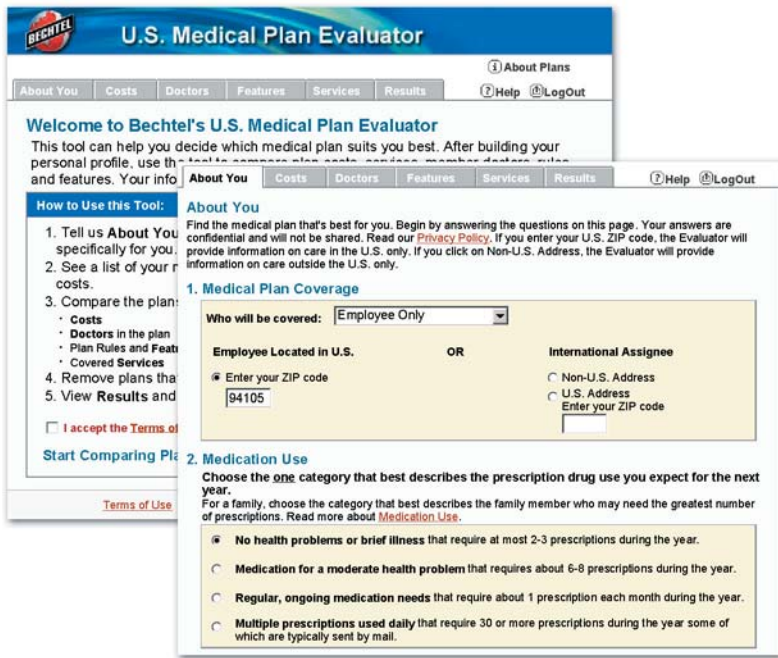 BECHTEL
U.S. Medical Plan Evaluator
About Plans
About You Costs Doctors Features Services Results Help LogOut
Welcome to Bechtel's U.S. Medical Plan Evaluator
This tool can help you decide which medical plan suits you best. After building your
personal profile, use
and features. Your info
How to Use this Tool:
1. Tell us About You
specifically for you.
2. See a list of your
costs.
3. Compare the plans
· Costs
· Doctors in the plan
· Plan Rules and Featu
· Covered Services
4. Remove plans tha
5. View Results and
I accept the Terms of
Start Comparing Pla
Terms of Use
About You Costs Doctors Features Services Results Help LogOut
About You
Find the medical plan that's best for you. Begin by answering the questions on this page. Your answers are
confidential and will not be shared. Read our Privacy Policy. If you enter your U.S. ZIP code, the Evaluator will
provide information on care in the U.S. only. If you click on Non-U.S. Address, the Evaluator will provide
information on care outside the U.S. only.
1. Medical Plan Coverage
Who will be covered: Employee Only
Employee Located in U.S. OR International Assignee
Enter your ZIP code Non-U.S. Address
94105 U.S. Address
Enter your ZIP code
2. Medication Use
Choose the one category that best describes the prescription drug use you expect for the next
year.
For a family, choose the category that best describes the family member who may need the greatest number
of prescriptions. Read more about Medication Use.
No health problems or brief illness that require at most 2-3 prescriptions during the year.
Medication for a moderate health problem that requires about 6-8 prescriptions during the year.
Regular, ongoing medication needs that require about 1 prescription each month during the year.
Multiple prescriptions used daily that require 30 or more prescriptions during the year some of
which are typically sent by mail.